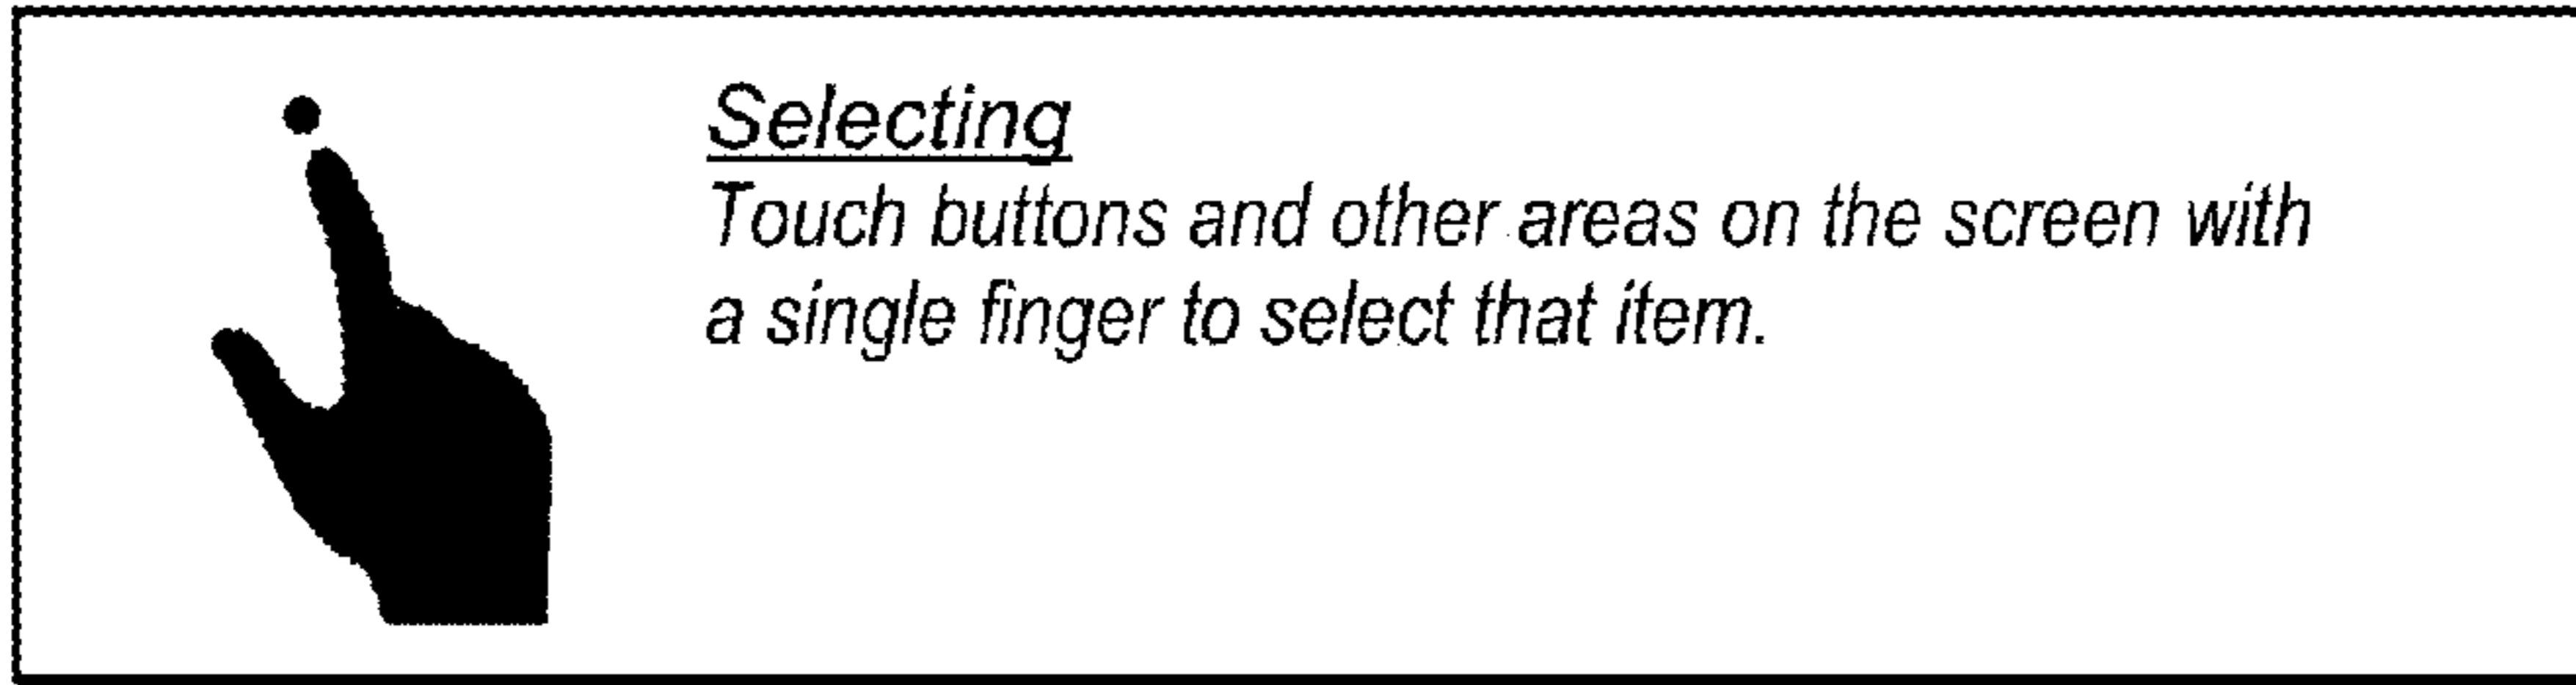 Selecting
Touch buttons and other areas on the screen with
a single finger to select that item.